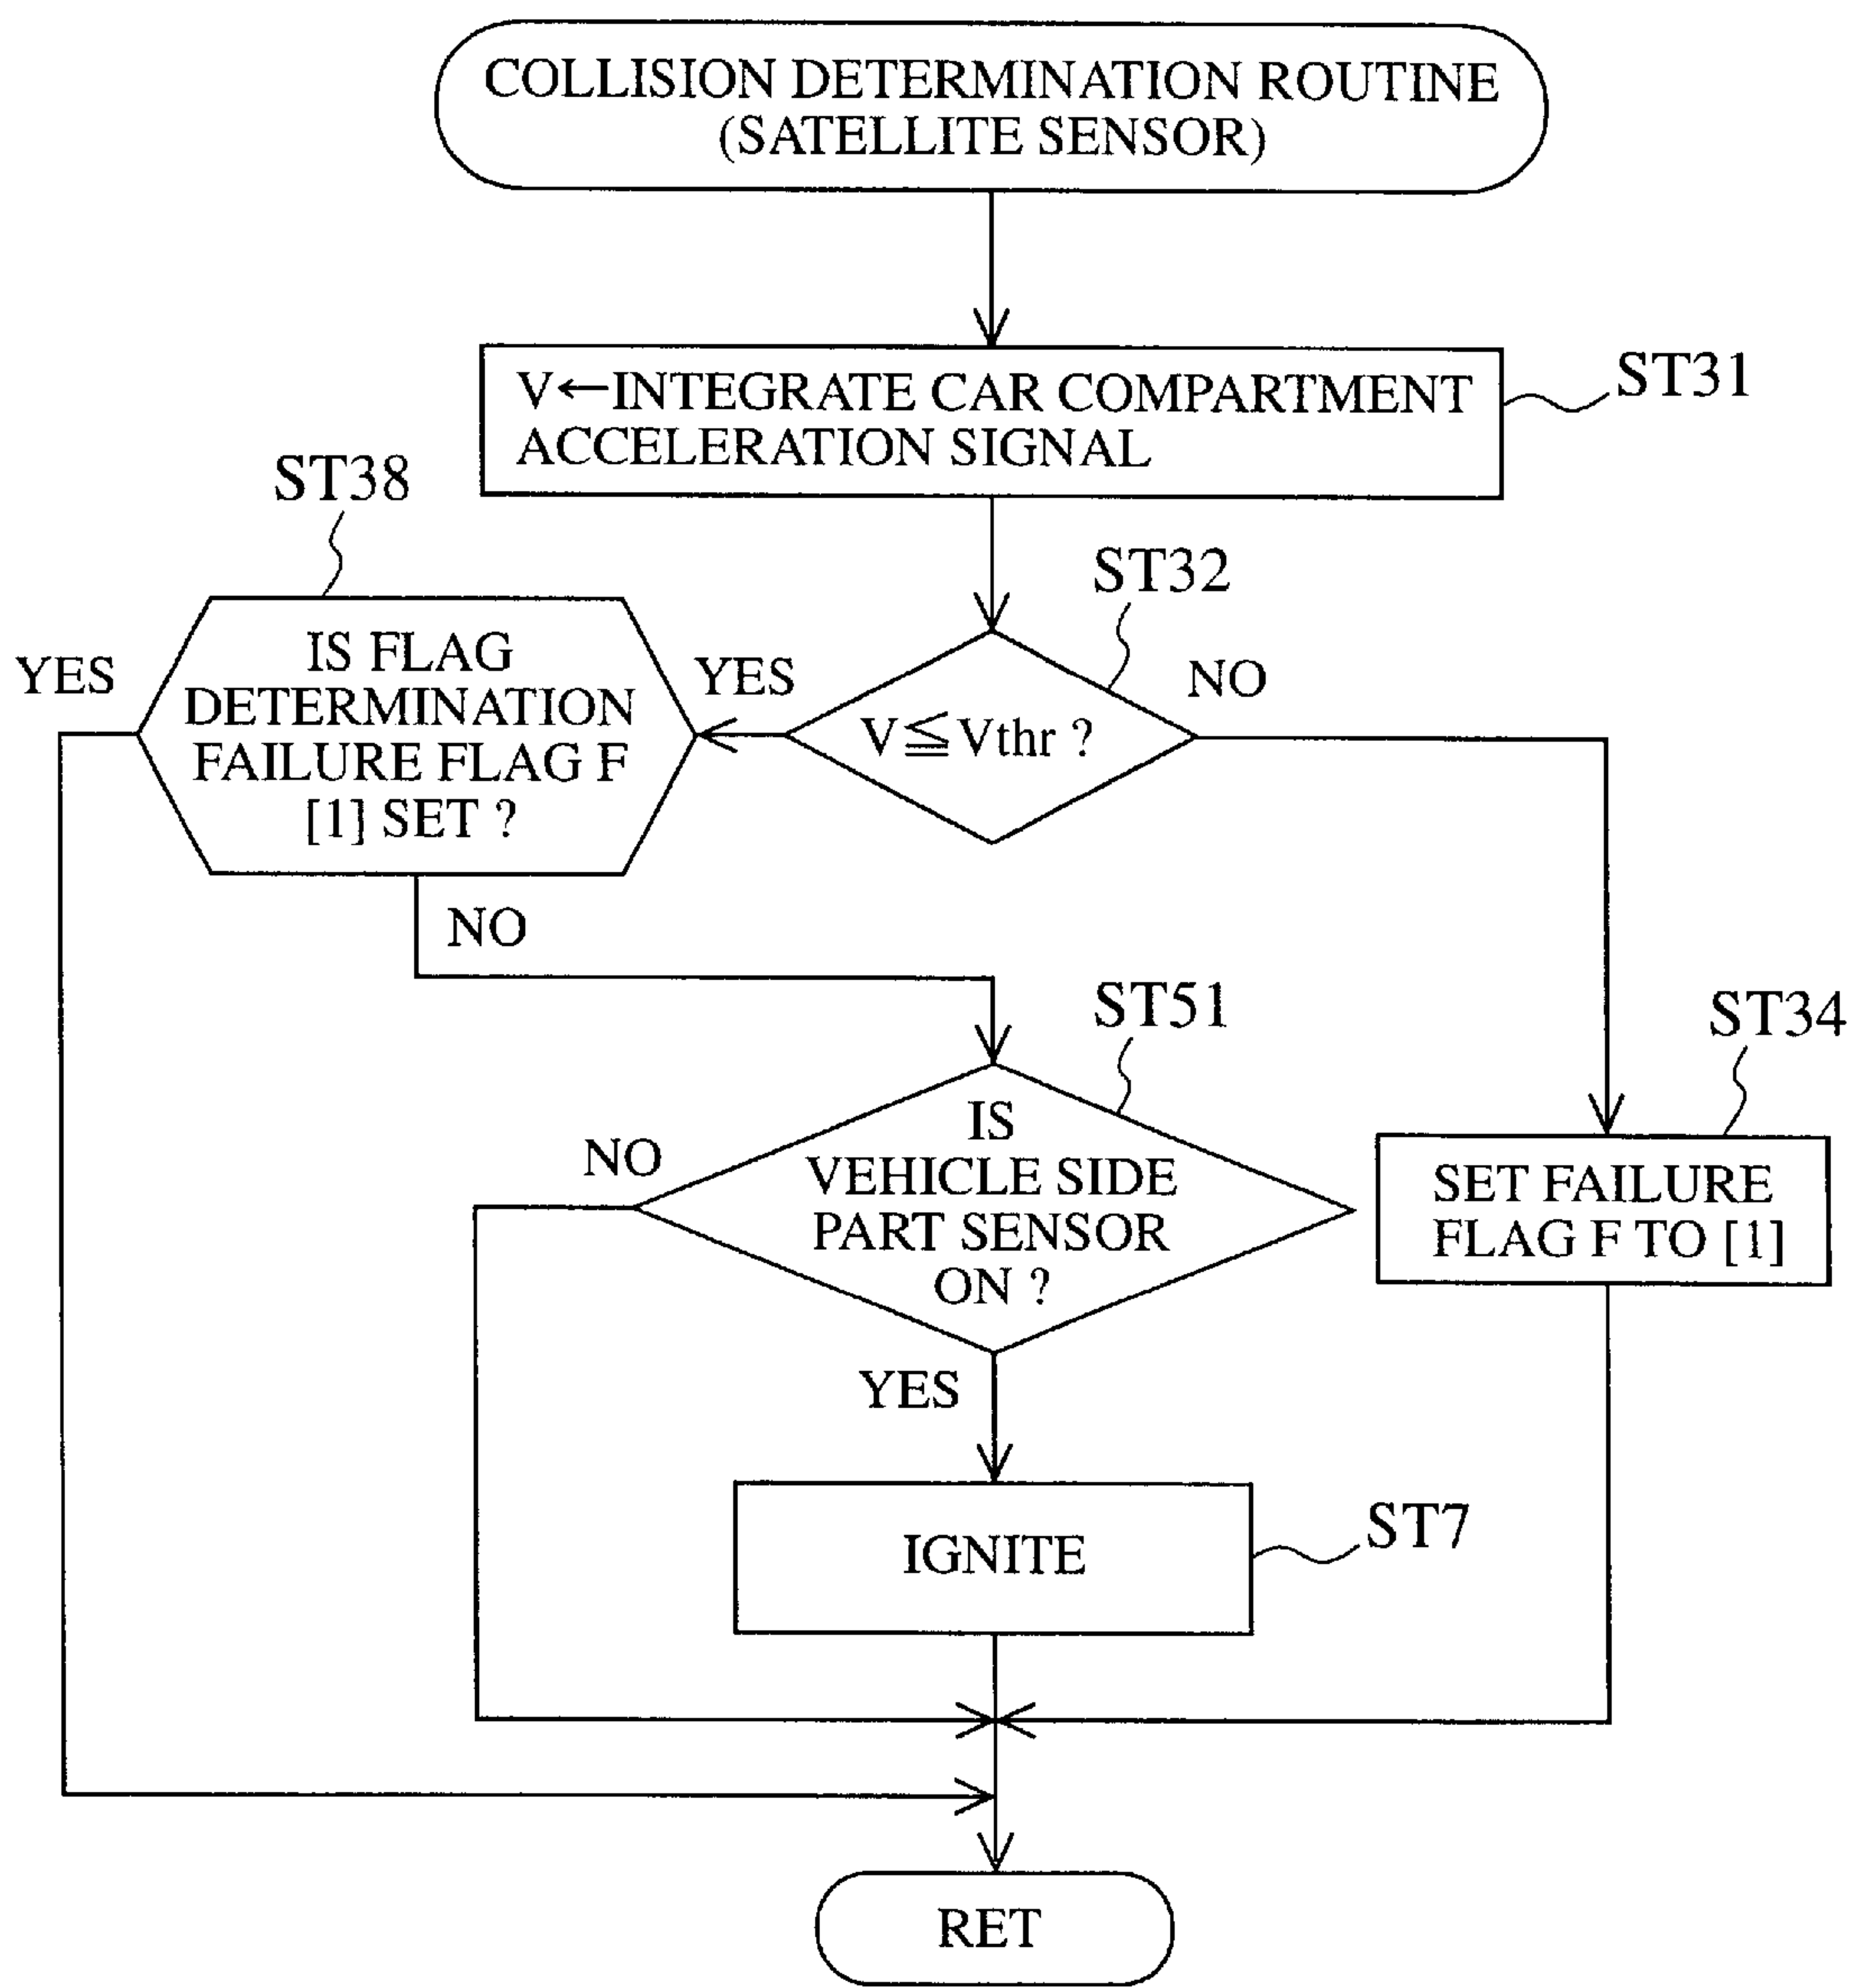 COLLISION DETERMINATION ROUTINE
(SATELLITE SENSOR)
V←INTEGRATE CAR COMPARTMENT
ACCELERATION SIGNAL
ST31
ST38
ST32
YES
IS FLAG
DETERMINATION
FAILURE FLAG F
[1] SET ?
YES
V≦Vthr ?
NO
NO
ST51
ST34
NO
IS
VEHICLE SIDE
PART SENSOR
ON ?
SET FAILURE
FLAG F TO [1]
YES
IGNITE
ST7
RET